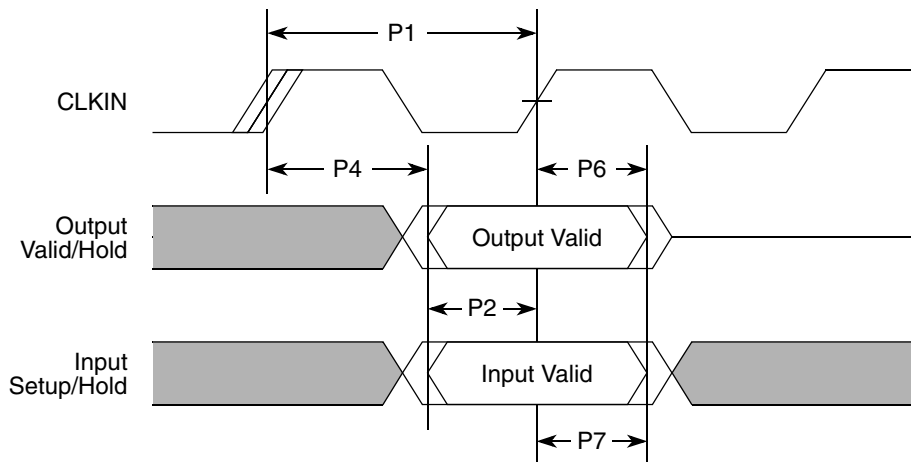 P1
CLKIN
P4
P6
Output
Valid/Hold
Output Valid
P2
Input
Setup/Hold
Input Valid
P7